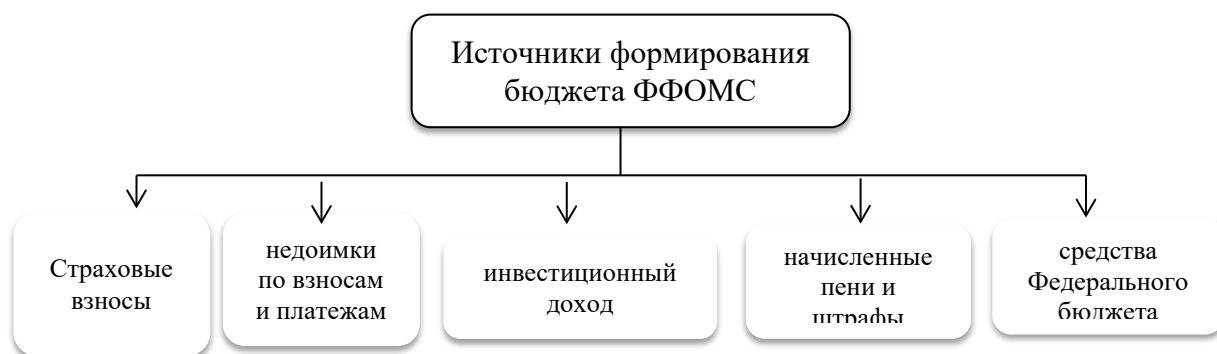 Источники формирования
бюджета ФФОМС
Страховые
взносы
недоимки
по взносам
и платежам
инвестиционный
доход
начисленные
пени и
штрафы
средства
Федерального
бюджета